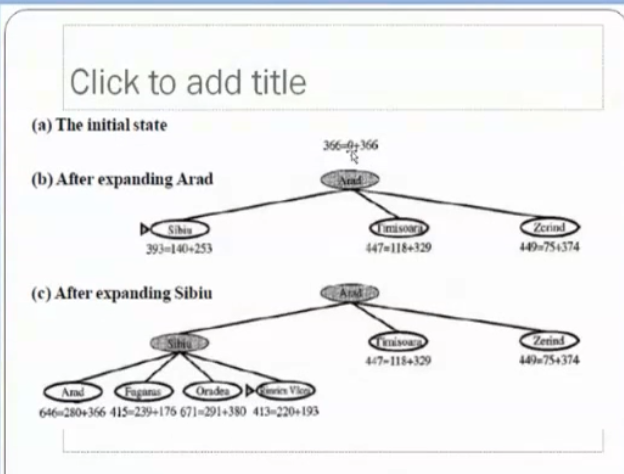 Click to add title
(a) The initial state
366=0+366
(b) After expanding Arad
Arad
Sibiu
Timisoara
Zerind
393=140+253
447=118+329
449=75+374
(c) After expanding Sibiu
Arad
Sibiu
Timisoara
Zerind
447=118+329
449=75+374
Arad
Fagaras
Oradea
Rimnicu Vilcea
646=280+366 415=239+176 671=291+380 413=220+193